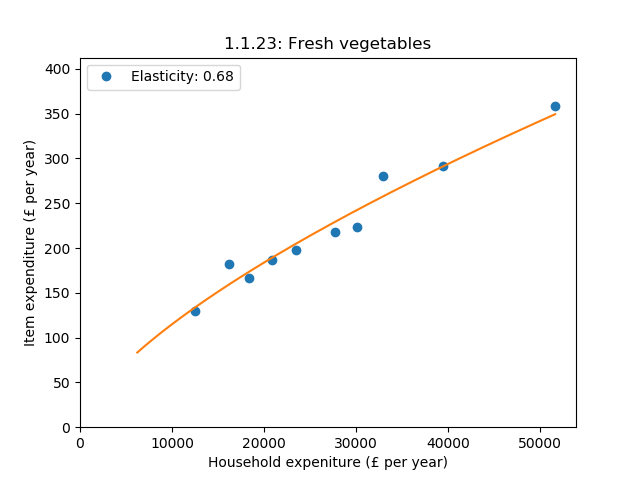 1.1.23: Fresh vegetables
Elasticity: 0.68
Item expenditure (£ per year)
400
350
300
250
200
150
100
50
0
0 10000 20000 30000 40000 50000
Household expeniture (£ per year)